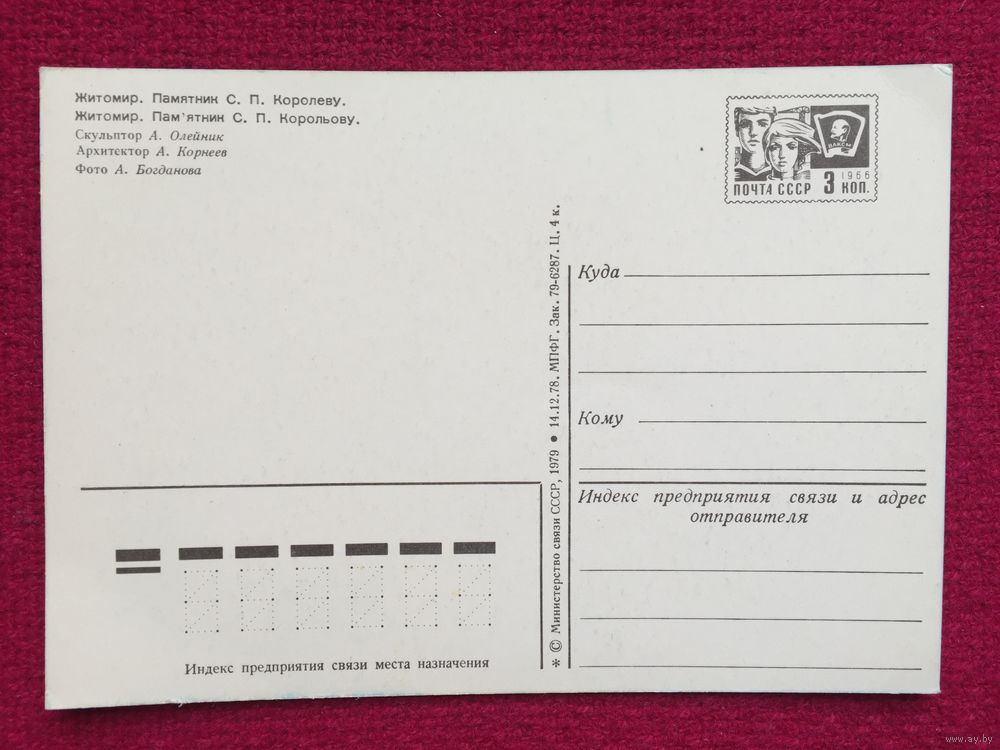 Житомир. Памятник С. П. Королеву.
Житомир. Пам'ятник С. П. Корольову.
Скульптор А. Олейник
Архитектор А. Корнеев
Фото А. Богданова
ВЛКСМ
1966
ПОЧТА СССР 3 КОП.
Куда
Кому
Индекс предприятия связи и адрес
отправителя
* © Министерство связи СССР, 1979 • 14.12.78. МПФГ. Зак. 79-6287. Ц. 4 к.
Индекс предприятия связи места назначения
www.ay.by